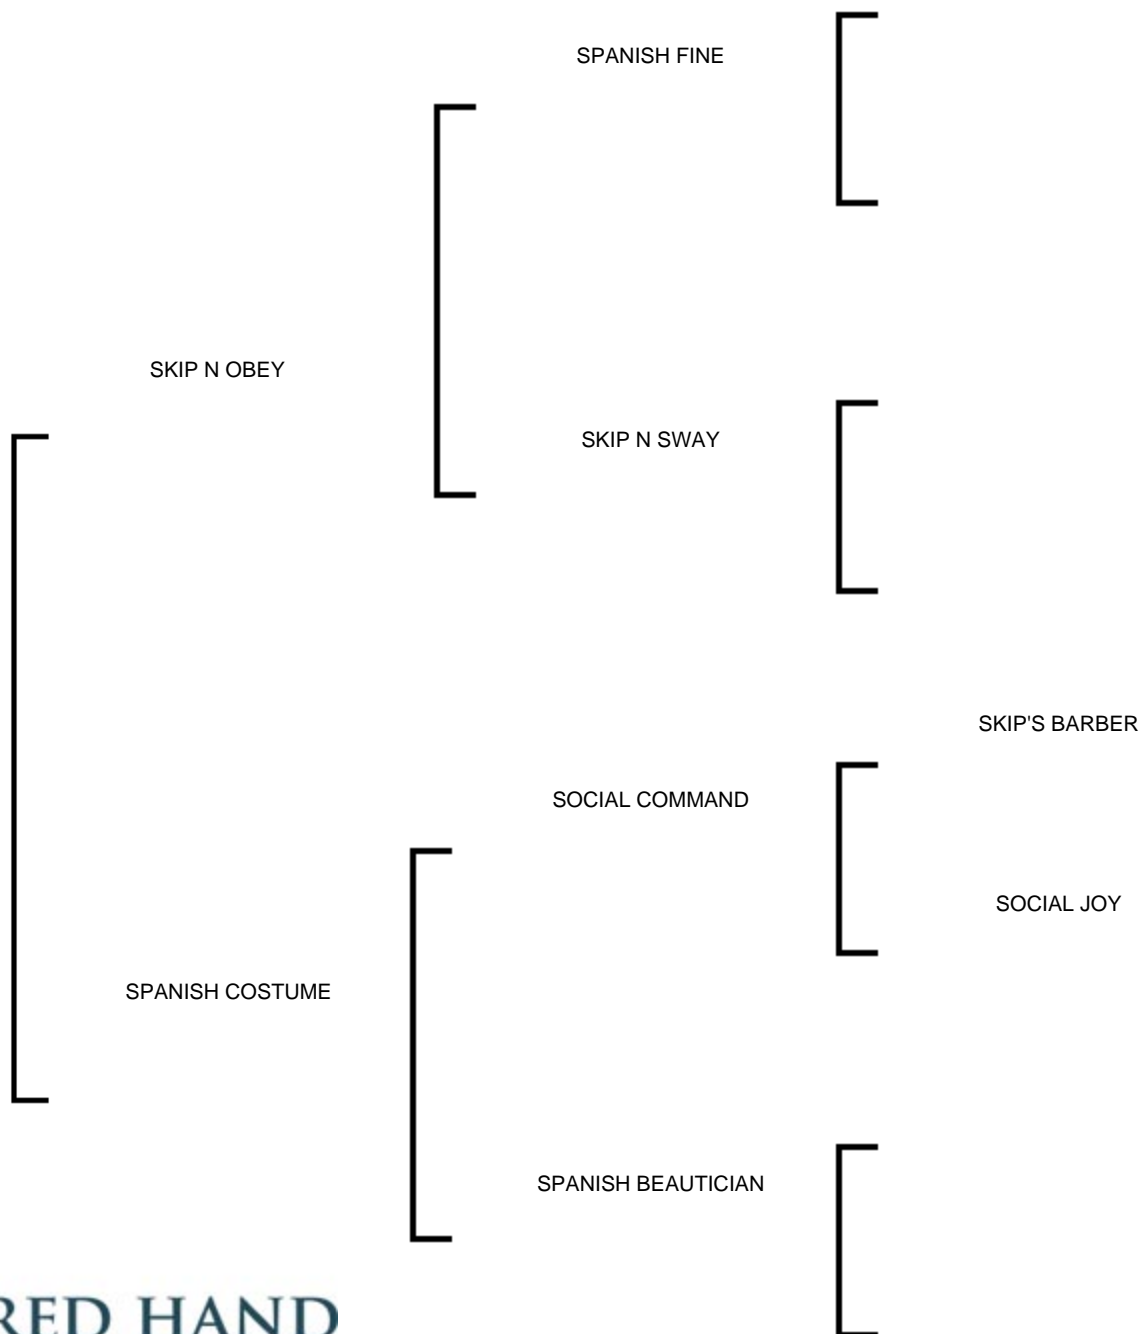 SPANISH FINE
SKIP N OBEY
SKIP N SWAY
SKIP'S BARBER
SOCIAL COMMAND
SOCIAL JOY
SPANISH COSTUME
SPANISH BEAUTICIAN
RED HAND